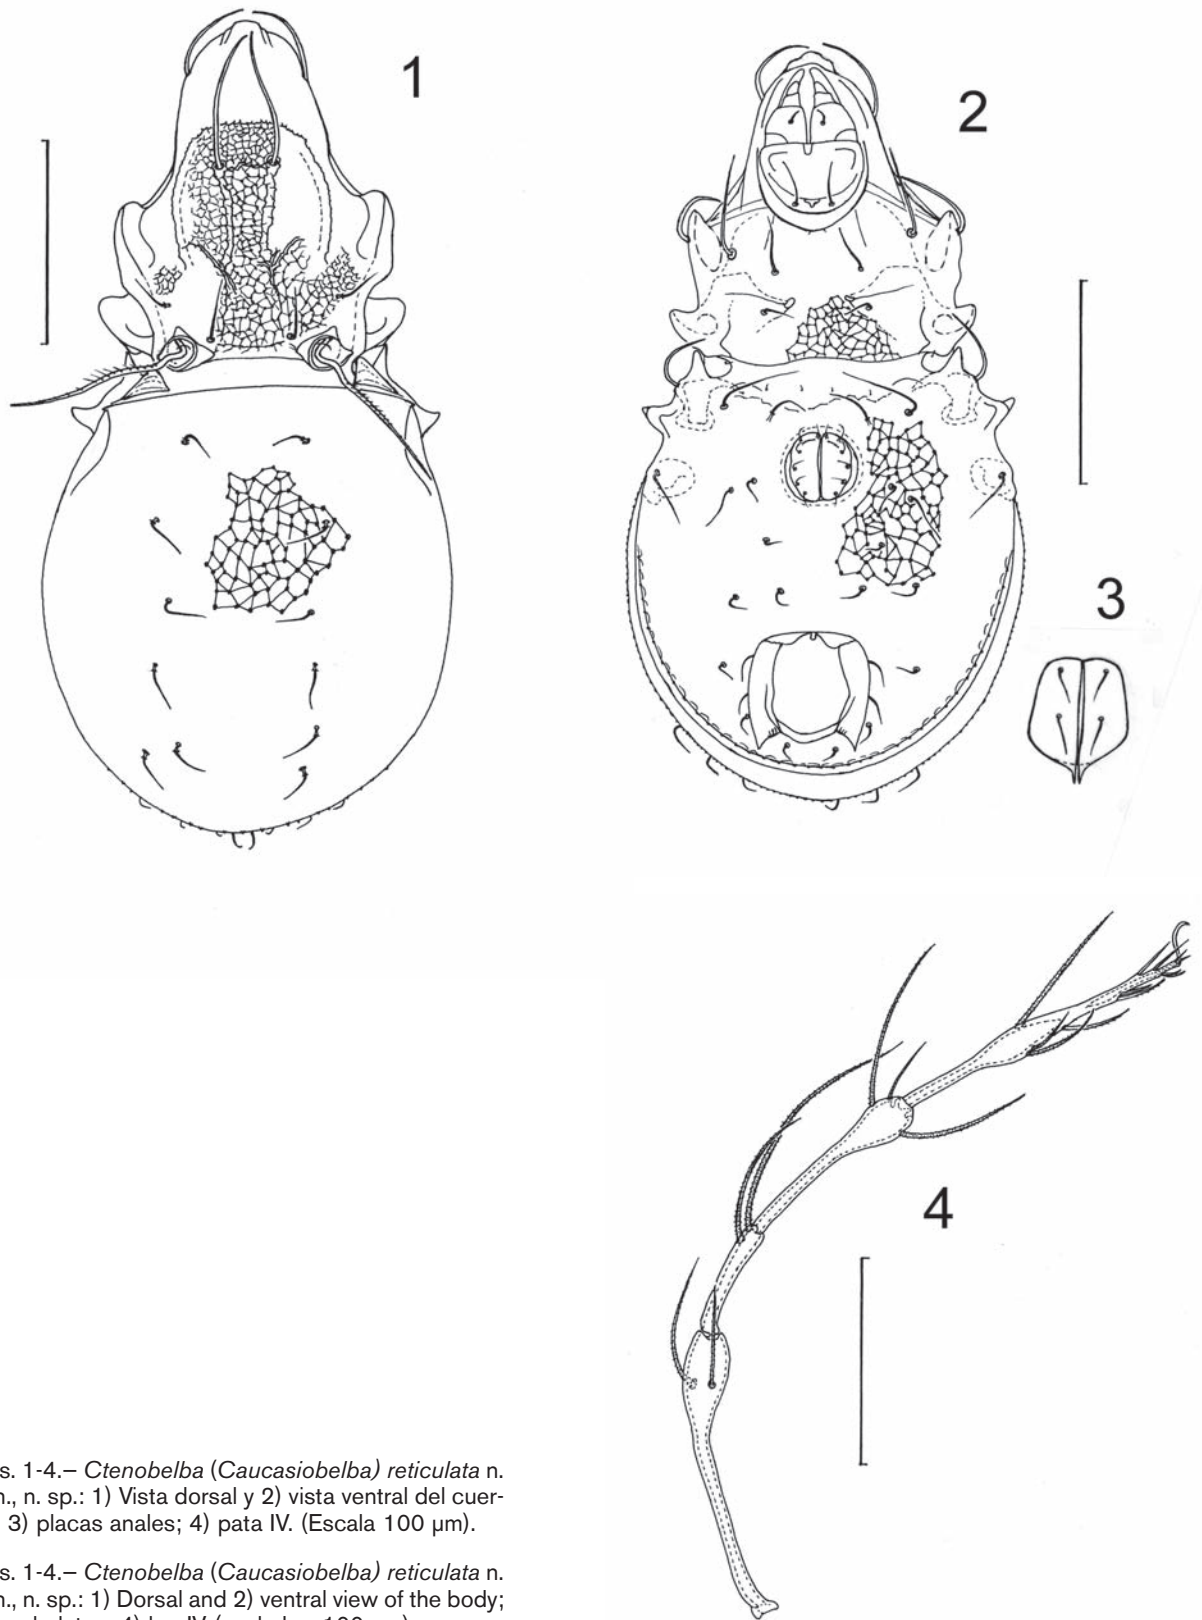 1
2
3
4
s. 1-4.– Ctenobelba (Caucasiobelba) reticulata n.
n., n. sp.: 1) Vista dorsal y 2) vista ventral del cuer-
3) placas anales; 4) pata IV. (Escala 100 µm).
s. 1-4.– Ctenobelba (Caucasiobelba) reticulata n.
n., n. sp.: 1) Dorsal and 2) ventral view of the body;